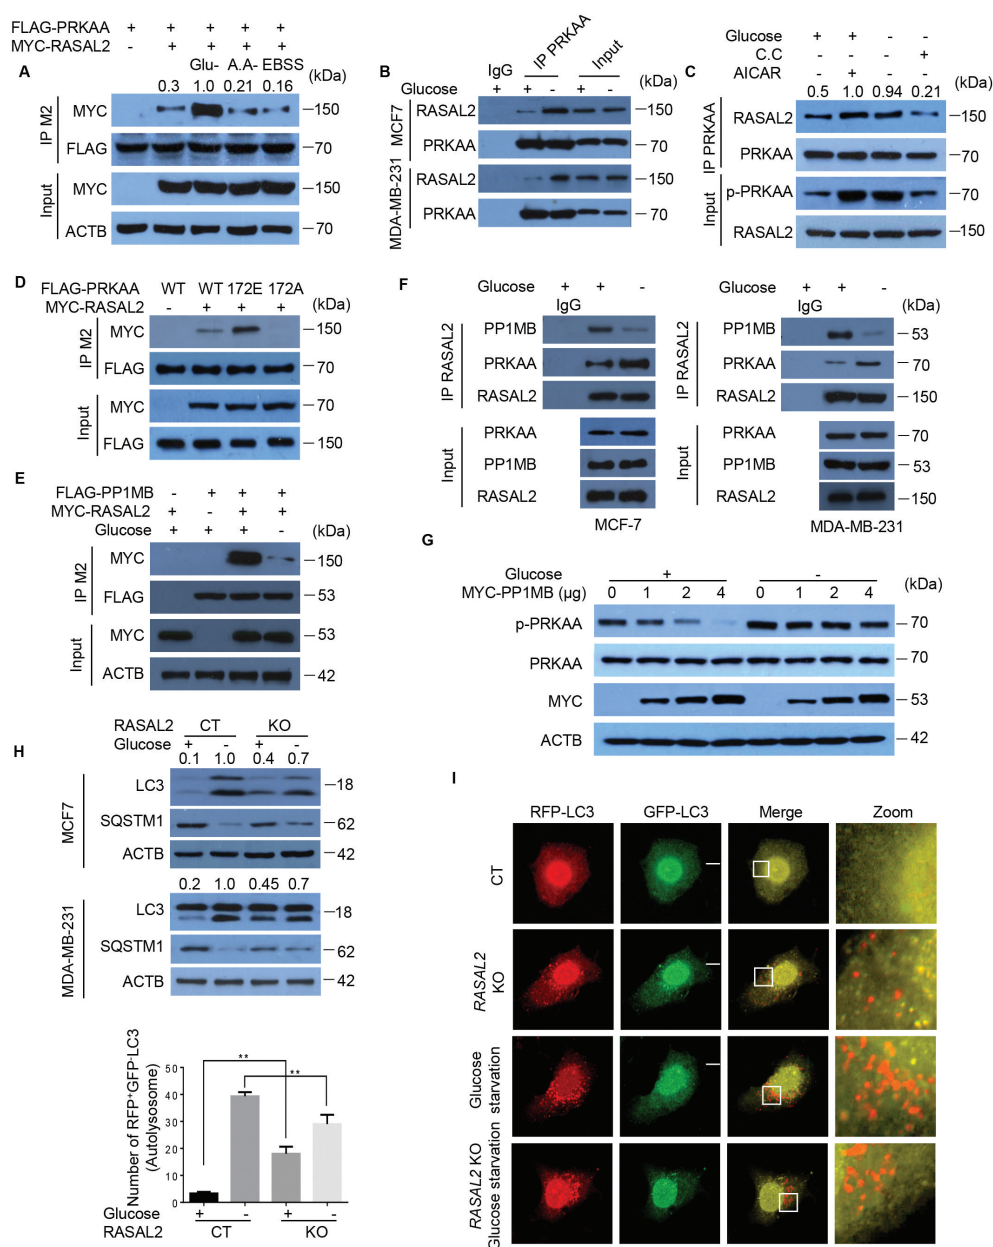 A
FLAG-PRKAA + + + + +
MYC-RASAL2 - + + + +
Glu- A.A- EBSS
0.3 1.0 0.21 0.16 (kDa)
IP M2
MYC 150
FLAG 70
Input
MYC 150
ACTB 70
B
IgG IP PRKAA Input
Glucose + + - + - (kDa)
MCF7
RASAL2 150
PRKAA 70
MDA-MB-231
RASAL2 150
PRKAA 70
C
Glucose + + - -
C.C - - - +
AICAR - + - -
0.5 1.0 0.94 0.21 (kDa)
IP PRKAA
RASAL2 150
PRKAA 70
Input
p-PRKAA 70
RASAL2 150
D
FLAG-PRKAA WT WT 172E 172A
MYC-RASAL2 - + + + (kDa)
IP M2
MYC 150
FLAG 70
Input
MYC 70
FLAG 150
E
FLAG-PP1MB - + + +
MYC-RASAL2 + - + +
Glucose + + + - (kDa)
IP M2
MYC 150
FLAG 53
Input
MYC 53
ACTB 42
F
Glucose + + -
IgG
IP RASAL2
PP1MB
PRKAA
RASAL2
Input
PRKAA
PP1MB
RASAL2
MCF-7
Glucose + + -
IgG (kDa)
IP RASAL2
PP1MB 53
PRKAA 70
RASAL2 150
Input
PRKAA 70
PP1MB 53
RASAL2 150
MDA-MB-231
G
Glucose + -
MYC-PP1MB (μg) 0 1 2 4 0 1 2 4 (kDa)
p-PRKAA 70
PRKAA 70
MYC 53
ACTB 42
H
RASAL2 CT KO
Glucose + - + -
0.1 1.0 0.4 0.7
MCF7
LC3 18
SQSTM1 62
ACTB 42
0.2 1.0 0.45 0.7
MDA-MB-231
LC3 18
SQSTM1 62
ACTB 42
Number of RFP+GFP-LC3
(Autolysosome)
50
40
30
20
10
0
** **
Glucose + - + -
RASAL2 CT KO
I
RFP-LC3 GFP-LC3 Merge Zoom
CT
RASAL2
KO
Glucose
starvation
RASAL2 KO
Glucose starvation